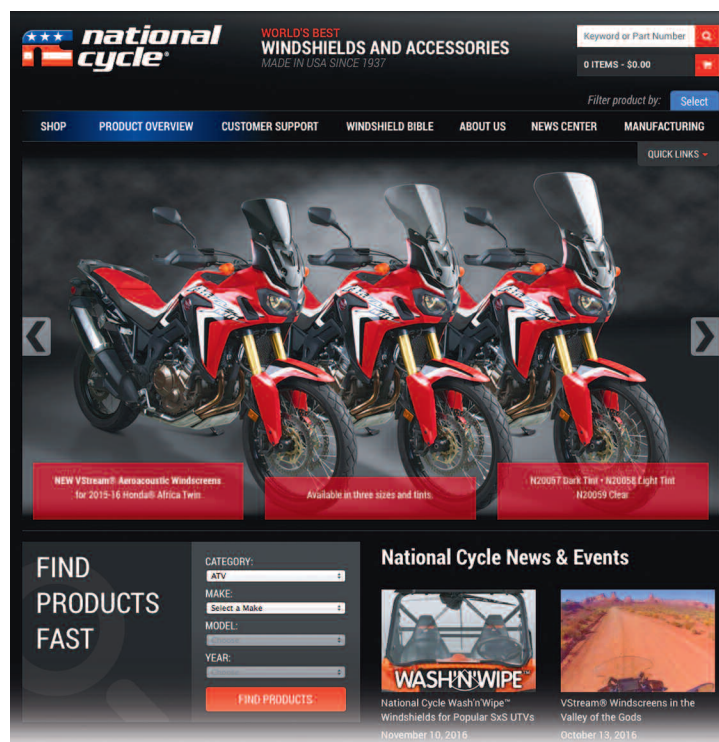 national
cycle®
WORLD'S BEST
WINDSHIELDS AND ACCESSORIES
MADE IN USA SINCE 1937
Keyword or Part Number
0 ITEMS - $0.00
Filter product by: Select
SHOP PRODUCT OVERVIEW CUSTOMER SUPPORT WINDSHIELD BIBLE ABOUT US NEWS CENTER MANUFACTURING
QUICK LINKS
NEW VStream® Aeroacoustic Windscreens
for 2015-16 Honda® Africa Twin
Available in three sizes and tints
N20057 Dark Tint • N20058 Light Tint
N20059 Clear
FIND
PRODUCTS
FAST
CATEGORY:
ATV
MAKE:
Select a Make
MODEL:
YEAR:
FIND PRODUCTS
National Cycle News & Events
WASH'N'WIPE™
National Cycle Wash'n'Wipe™
Windshields for Popular SxS UTVs
November 10, 2016
VStream® Windscreens in the
Valley of the Gods
October 13, 2016